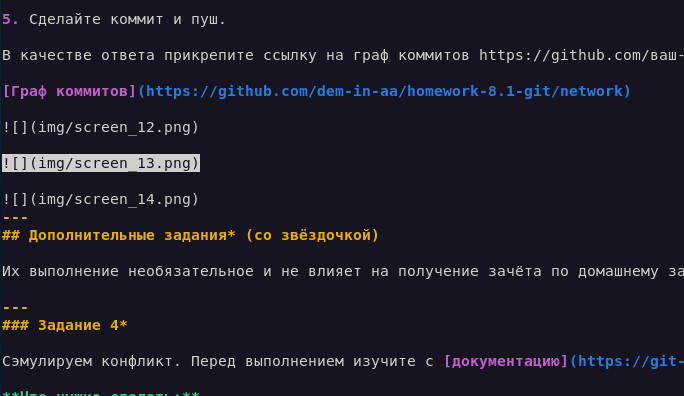 5. Сделайте коммит и пуш.
В качестве ответа прикрепите ссылку на граф коммитов https://github.com/ваш-
[Граф коммитов](https://github.com/dem-in-aa/homework-8.1-git/network)
![](img/screen_12.png)
![](img/screen_13.png)
![](img/screen_14.png)
---
## Дополнительные задания* (со звёздочкой)
Их выполнение необязательное и не влияет на получение зачёта по домашнему за
---
### Задание 4*
Сэмулируем конфликт. Перед выполнением изучите с [документацию](https://git-
**Что нужно сделать:**